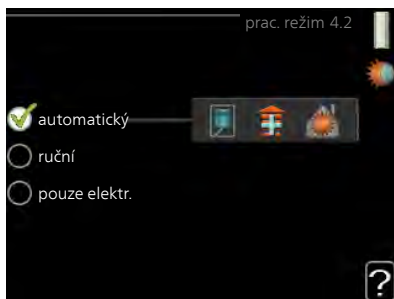 prac. režim 4.2
automatický
ruční
pouze elektr.
?